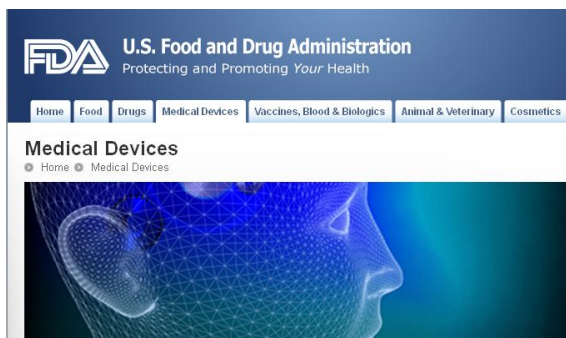 FDA
U.S. Food and Drug Administration
Protecting and Promoting Your Health
Home Food Drugs Medical Devices Vaccines, Blood & Biologics Animal & Veterinary Cosmetics
Medical Devices
Home Medical Devices